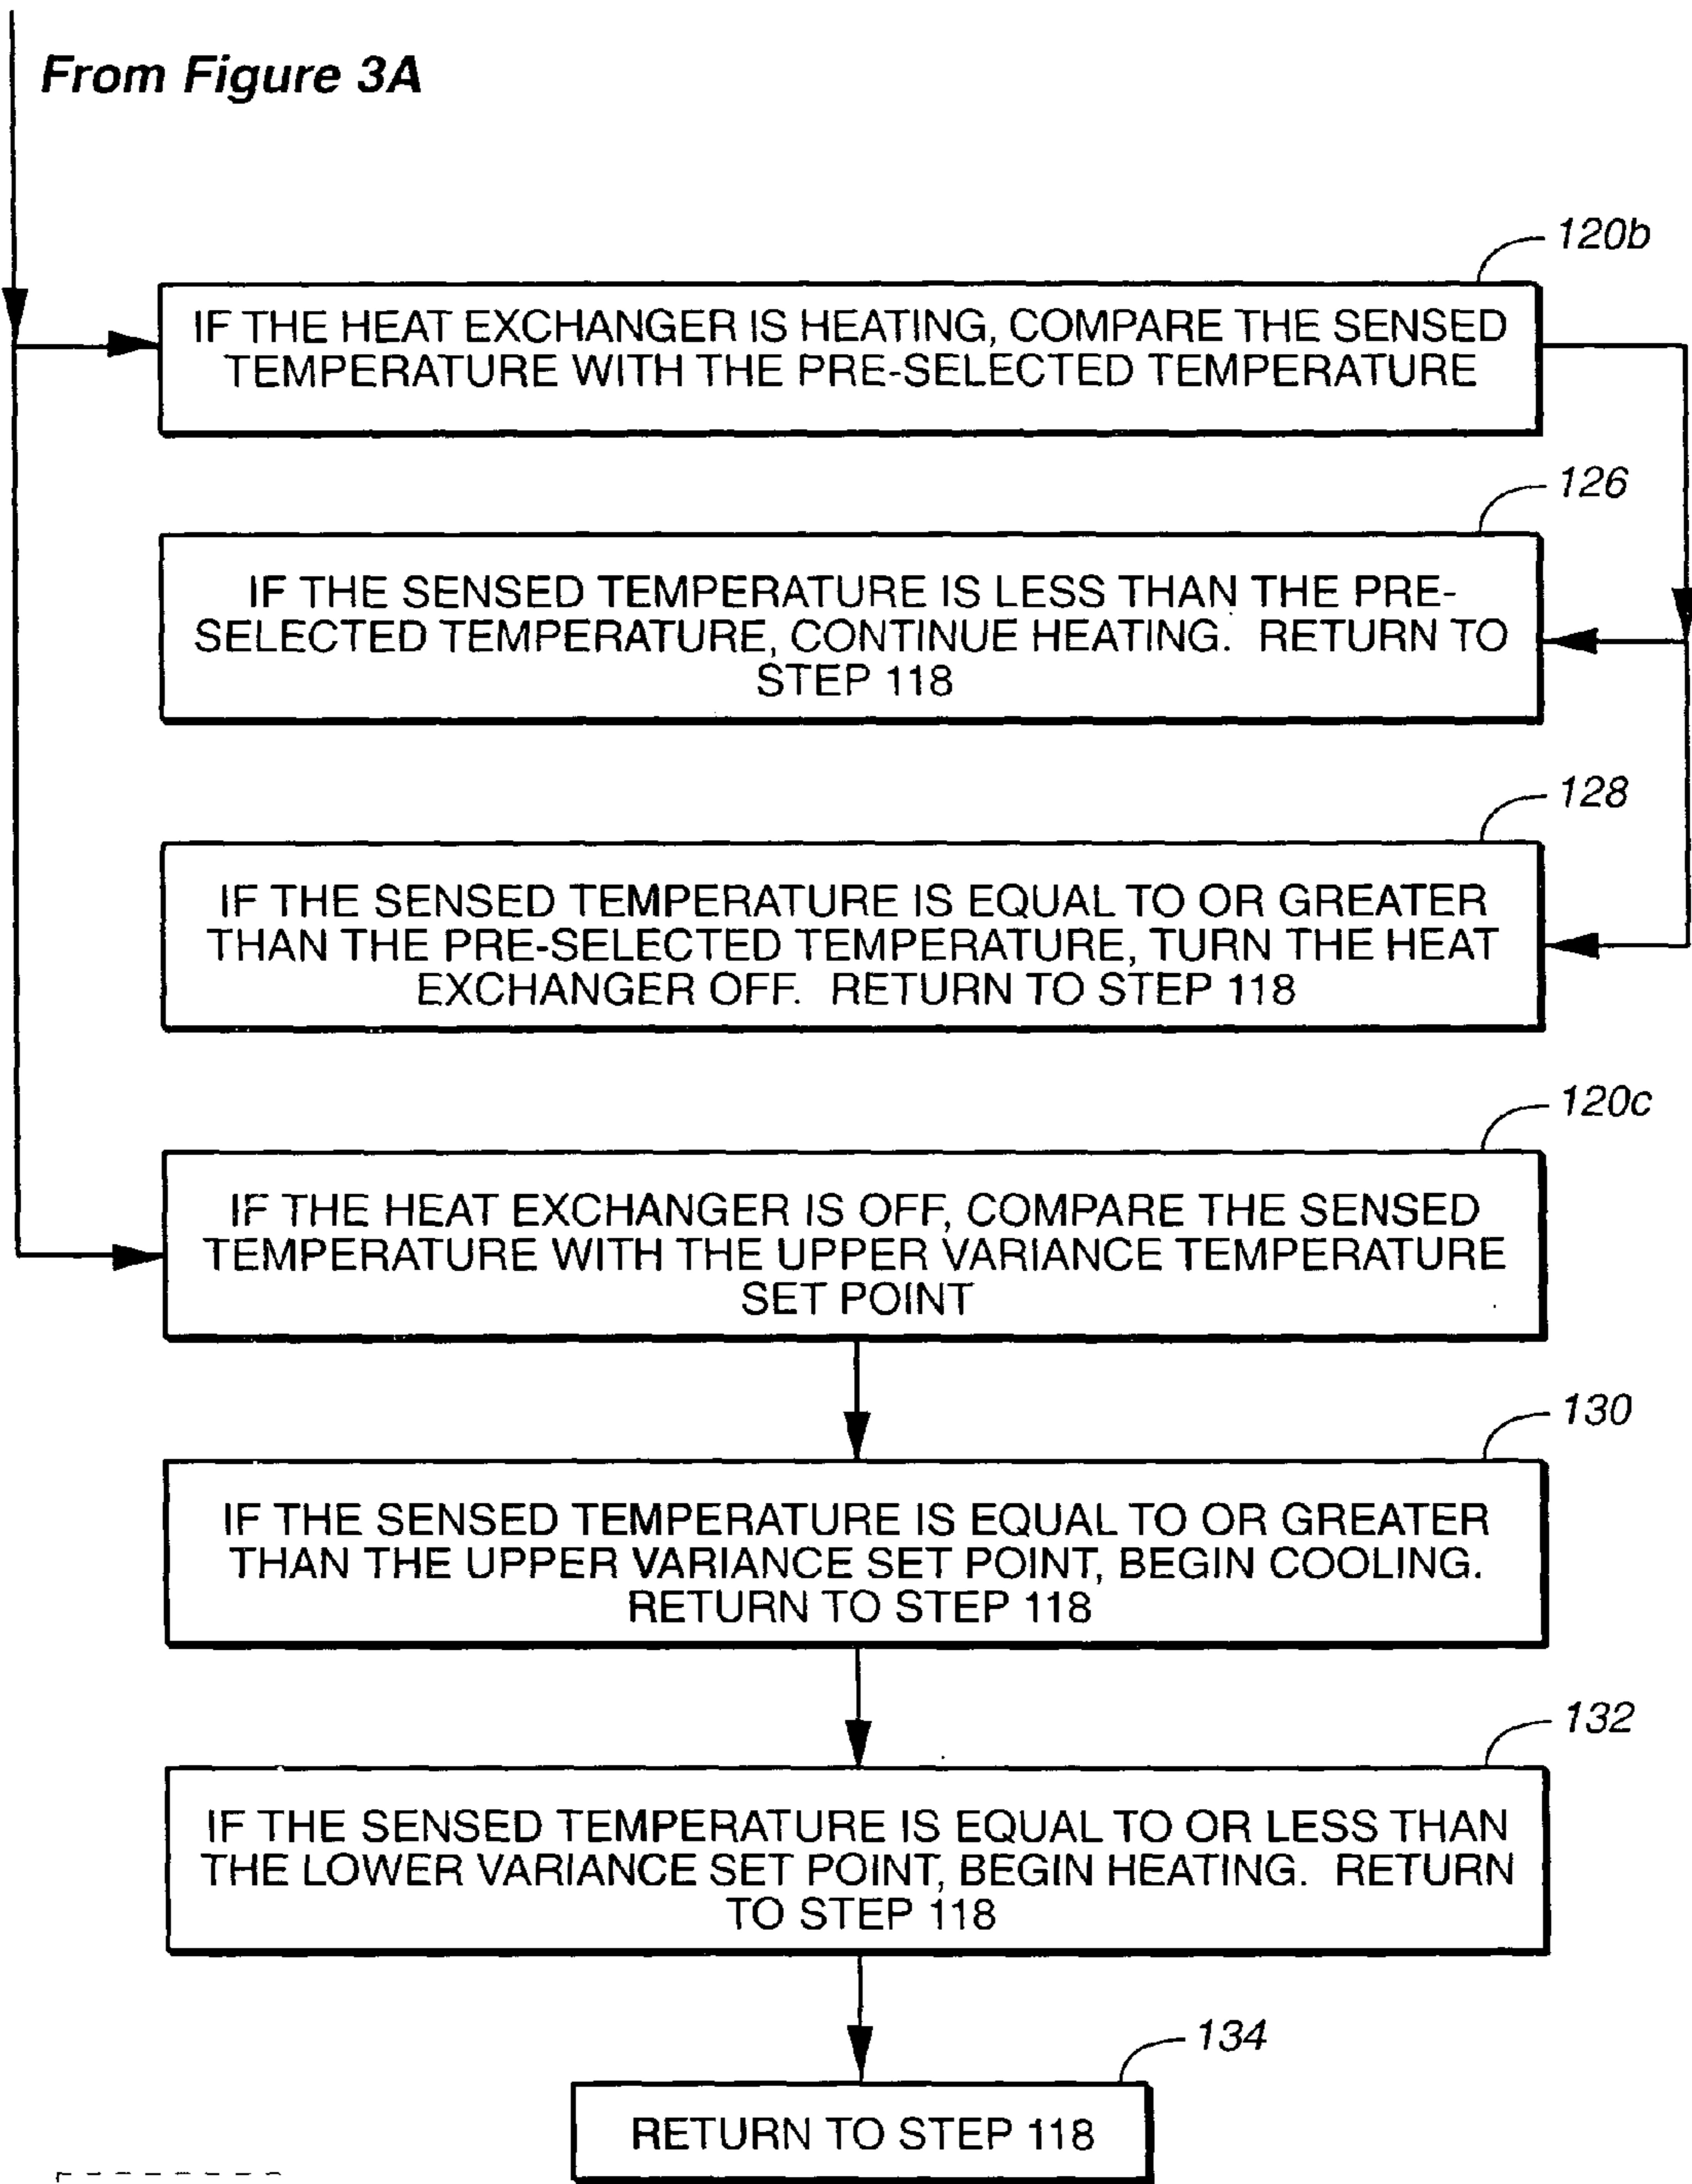 From Figure 3A
120b
IF THE HEAT EXCHANGER IS HEATING, COMPARE THE SENSED
TEMPERATURE WITH THE PRE-SELECTED TEMPERATURE
126
IF THE SENSED TEMPERATURE IS LESS THAN THE PRE-
SELECTED TEMPERATURE, CONTINUE HEATING. RETURN TO
STEP 118
128
IF THE SENSED TEMPERATURE IS EQUAL TO OR GREATER
THAN THE PRE-SELECTED TEMPERATURE, TURN THE HEAT
EXCHANGER OFF. RETURN TO STEP 118
120c
IF THE HEAT EXCHANGER IS OFF, COMPARE THE SENSED
TEMPERATURE WITH THE UPPER VARIANCE TEMPERATURE
SET POINT
130
IF THE SENSED TEMPERATURE IS EQUAL TO OR GREATER
THAN THE UPPER VARIANCE SET POINT, BEGIN COOLING.
RETURN TO STEP 118
132
IF THE SENSED TEMPERATURE IS EQUAL TO OR LESS THAN
THE LOWER VARIANCE SET POINT, BEGIN HEATING. RETURN
TO STEP 118
134
RETURN TO STEP 118